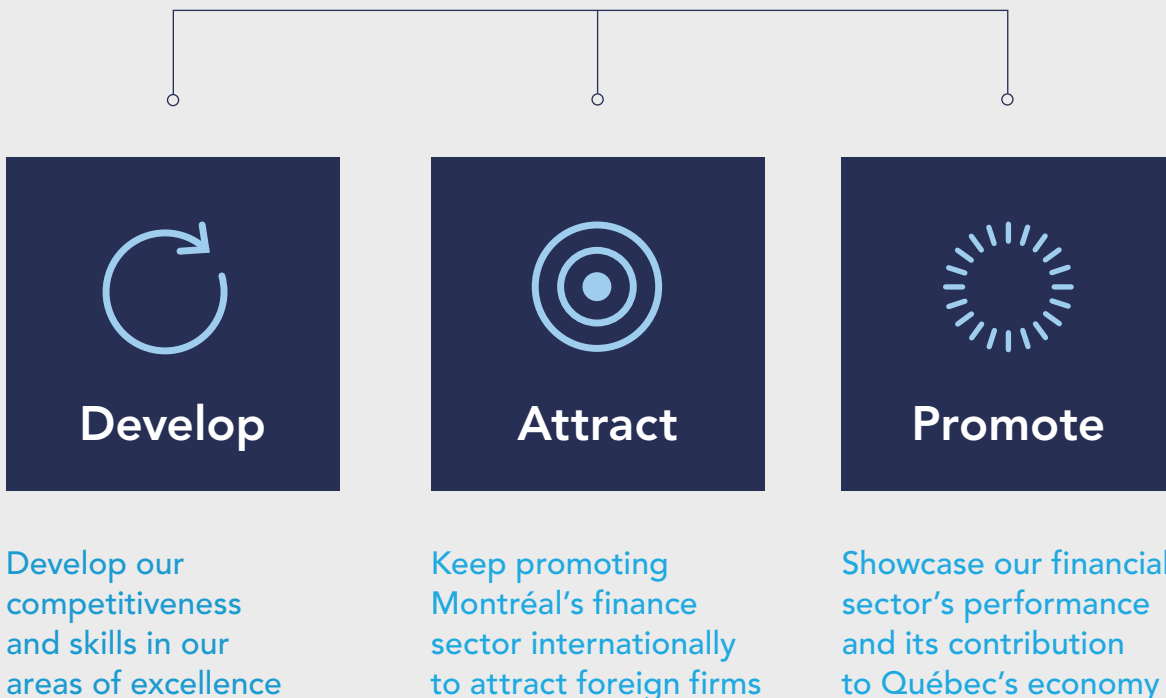 Develop
Develop our
competitiveness
and skills in our
areas of excellence
Attract
Keep promoting
Montréal’s finance
sector internationally
to attract foreign firms
Promote
Showcase our financial
sector’s performance
and its contribution
to Québec’s economy